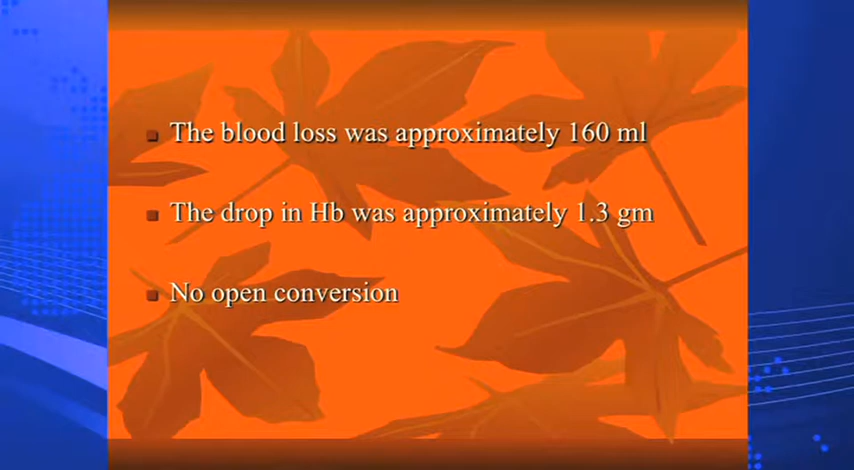 The blood loss was approximately 160 ml
The drop in Hb was approximately 1.3 gm
No open conversion